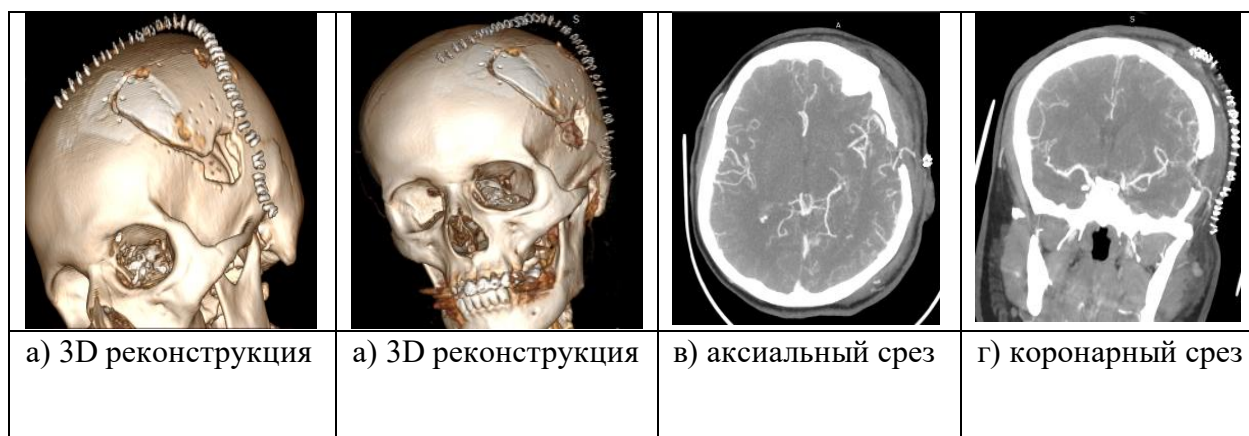 S
A
S
а) 3D реконструкция
а) 3D реконструкция
в) аксиальный срез
г) коронарный срез